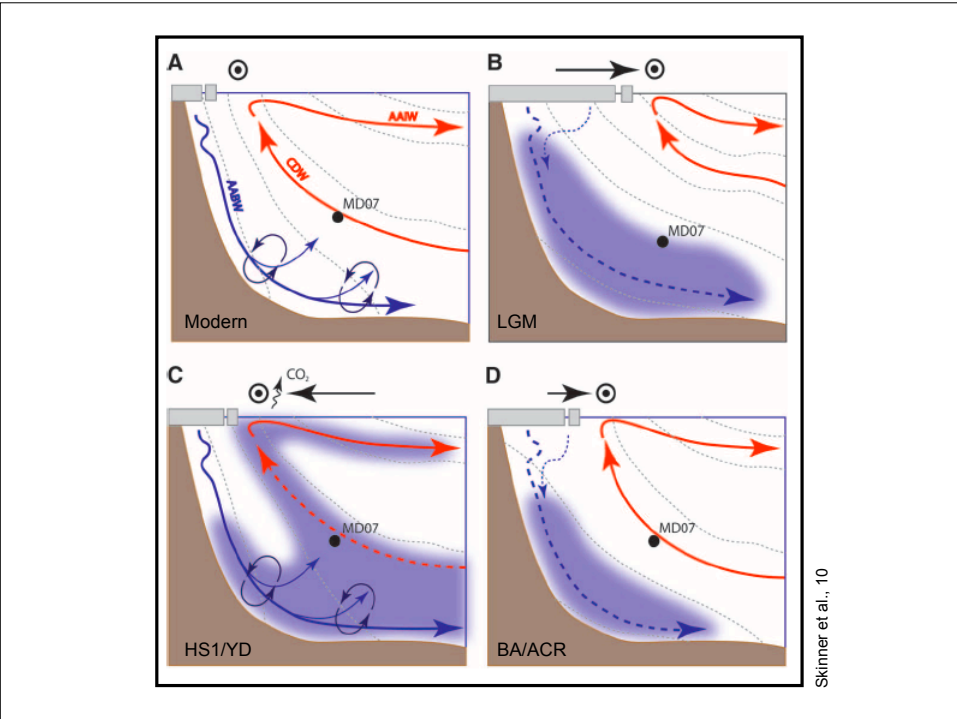 A
AAIW
CDW
MD07
AABW
Modern
B
MD07
LGM
C
CO₂
MD07
HS1/YD
D
MD07
BA/ACR
Skinner et al., 10